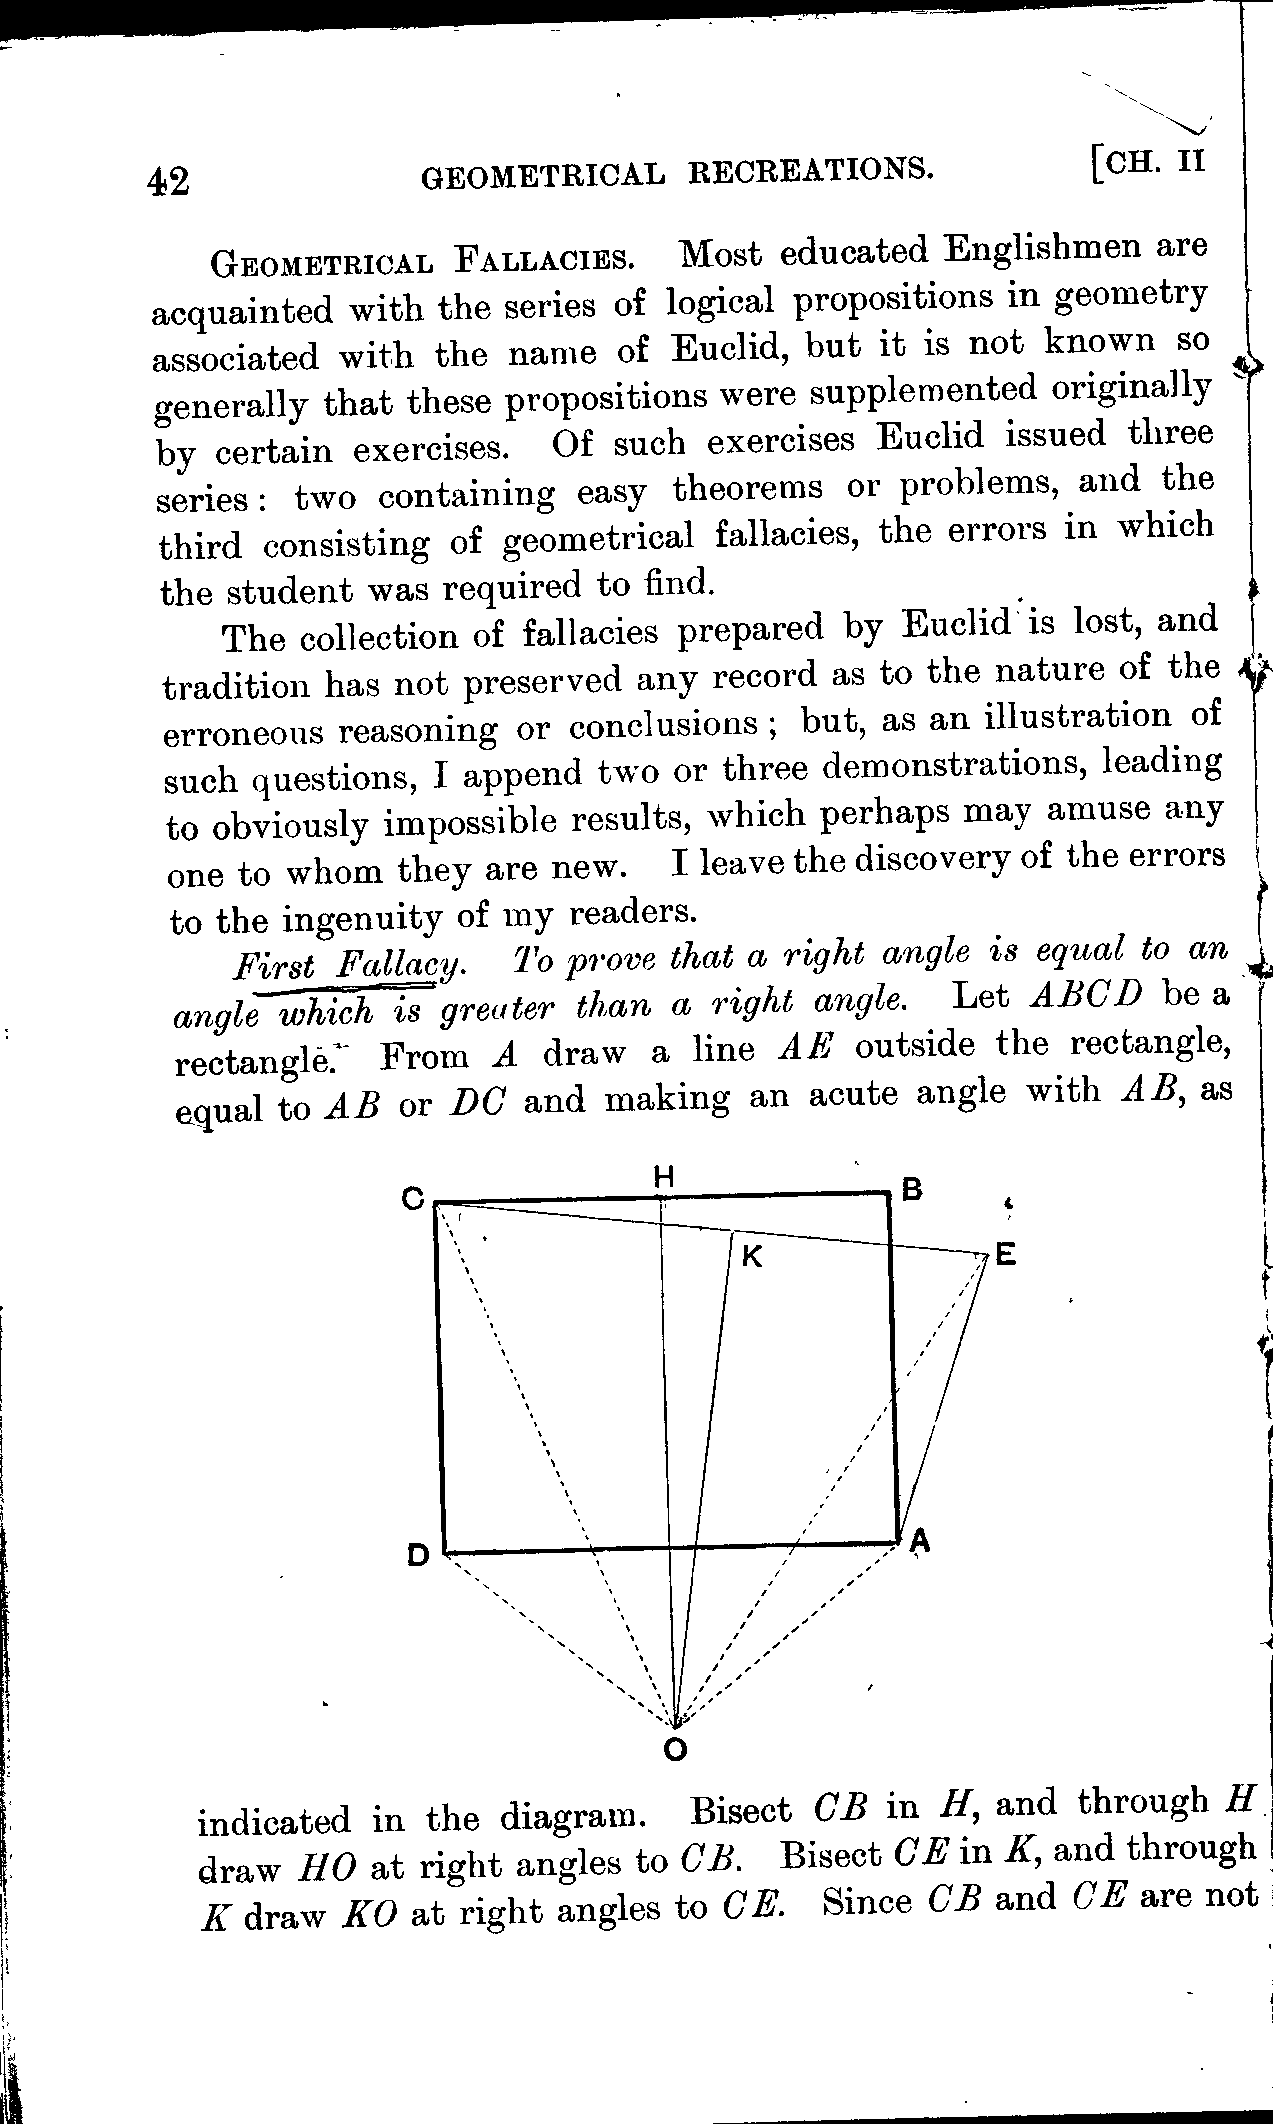 42 GEOMETRICAL RECREATIONS. [CH. II
GEOMETRICAL FALLACIES. Most educated Englishmen are
acquainted with the series of logical propositions in geometry
associated with the name of Euclid, but it is not known so
generally that these propositions were supplemented originally
by certain exercises. Of such exercises Euclid issued three
series: two containing easy theorems or problems, and the
third consisting of geometrical fallacies, the errors in which
the student was required to find.
The collection of fallacies prepared by Euclid is lost, and
tradition has not preserved any record as to the nature of the
erroneous reasoning or conclusions; but, as an illustration of
such questions, I append two or three demonstrations, leading
to obviously impossible results, which perhaps may amuse any
one to whom they are new. I leave the discovery of the errors
to the ingenuity of my readers.
First Fallacy. To prove that a right angle is equal to an
angle which is greater than a right angle. Let ABCD be a
rectangle. From A draw a line AE outside the rectangle,
equal to AB or DC and making an acute angle with AB, as
H
C
B
K
E
D
A
O
indicated in the diagram. Bisect CB in H, and through H
draw HO at right angles to CB. Bisect CE in K, and through
K draw KO at right angles to CE. Since CB and CE are not